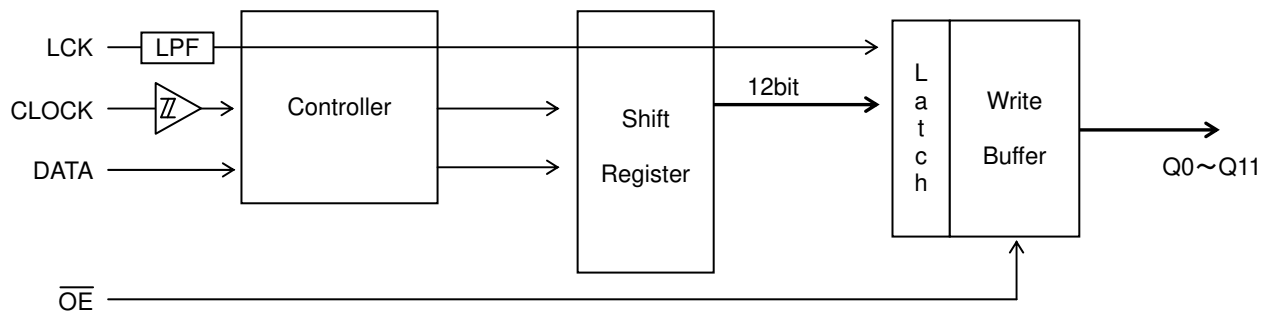 LCK
LPF
CLOCK
DATA
Controller
Shift
Register
12bit
L
a
t
c
h
Write
Buffer
Q0～Q11
OE